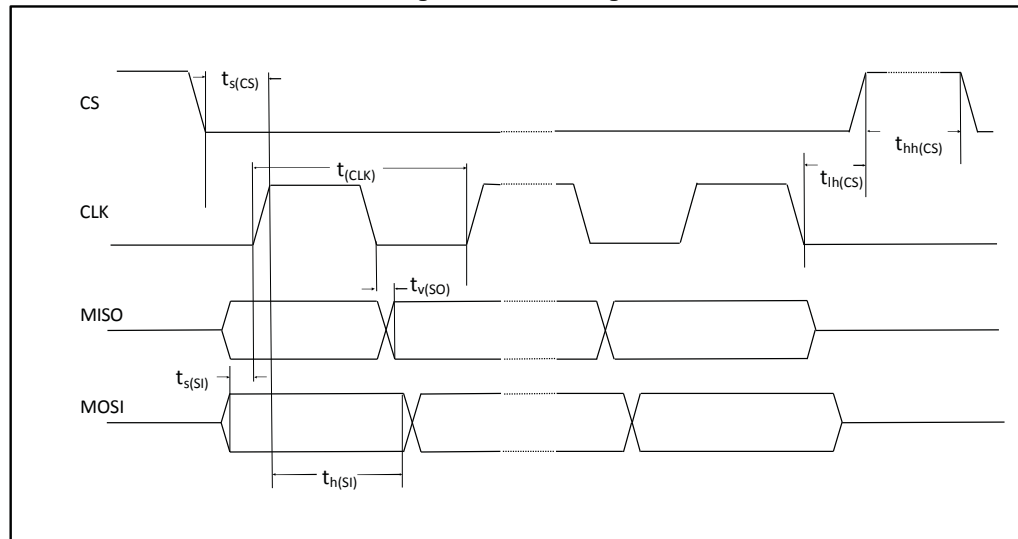 CS
t_s(CS)
t_hh(CS)
t_lh(CS)
t_(CLK)
CLK
t_v(SO)
MISO
t_s(SI)
MOSI
t_h(SI)